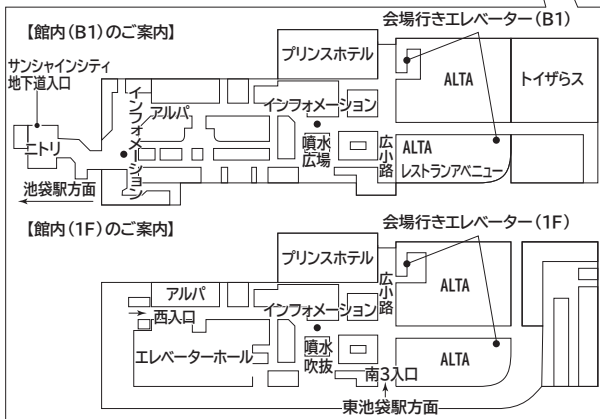 【館内(B1)のご案内】
会場行きエレベーター(B1)
サンシャインシティ
地下道入口
プリンスホテル
ALTA
トイザらス
インフォメーション
アルパ
インフォメーション
ニトリ
噴水
広場
広小路
ALTA
レストランアベニュー
池袋駅方面
【館内(1F)のご案内】
会場行きエレベーター(1F)
プリンスホテル
広小路
アルパ
ALTA
西入口
インフォメーション
エレベーターホール
噴水
吹抜
ALTA
南3入口
東池袋駅方面